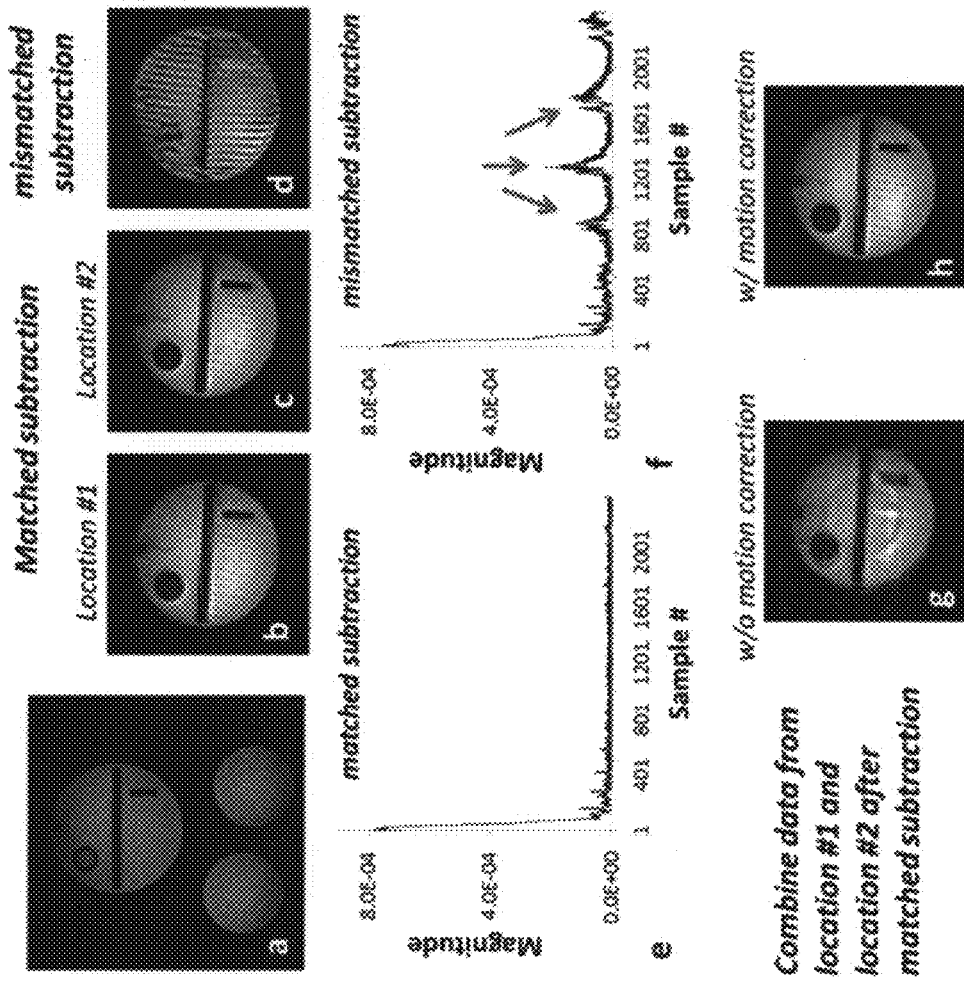 Matched subtraction
mismatched
subtraction
Location #1
Location #2
a
b
c
d
matched subtraction
Magnitude
8.0E-04
4.0E-04
0.0E+00
1 401 801 1201 1601 2001
Sample #
e
mismatched subtraction
Magnitude
8.0E-04
4.0E-04
0.0E+00
1 401 801 1201 1601 2001
Sample #
f
Combine data from
location #1 and
location #2 after
matched subtraction
w/o motion correction
g
w/ motion correction
h